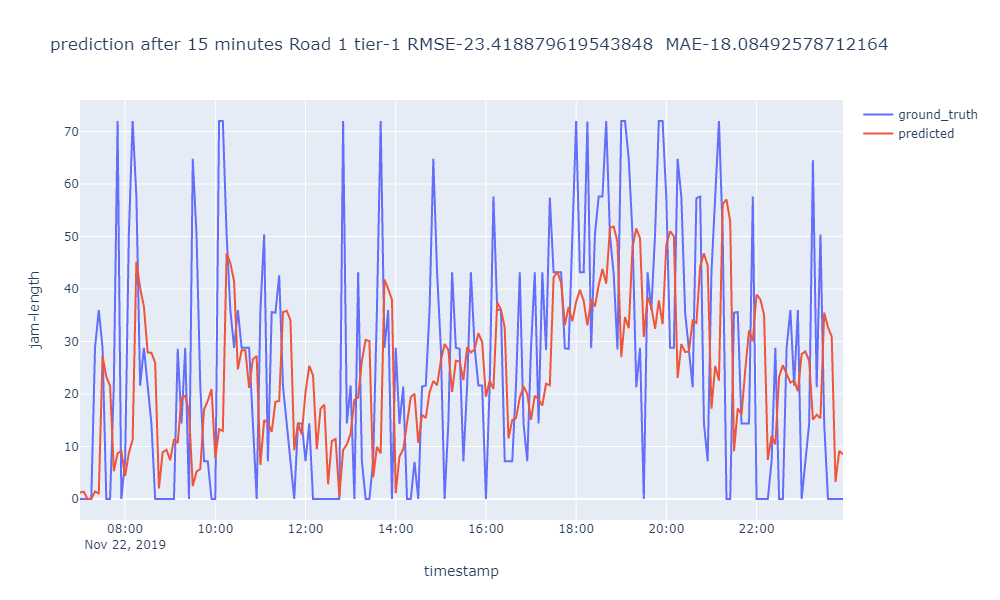 prediction after 15 minutes Road 1 tier-1 RMSE-23.418879619543848  MAE-18.08492578712164
ground_truth
predicted
70
60
50
40
30
20
10
0
jam-length
08:00 10:00 12:00 14:00 16:00 18:00 20:00 22:00
Nov 22, 2019
timestamp